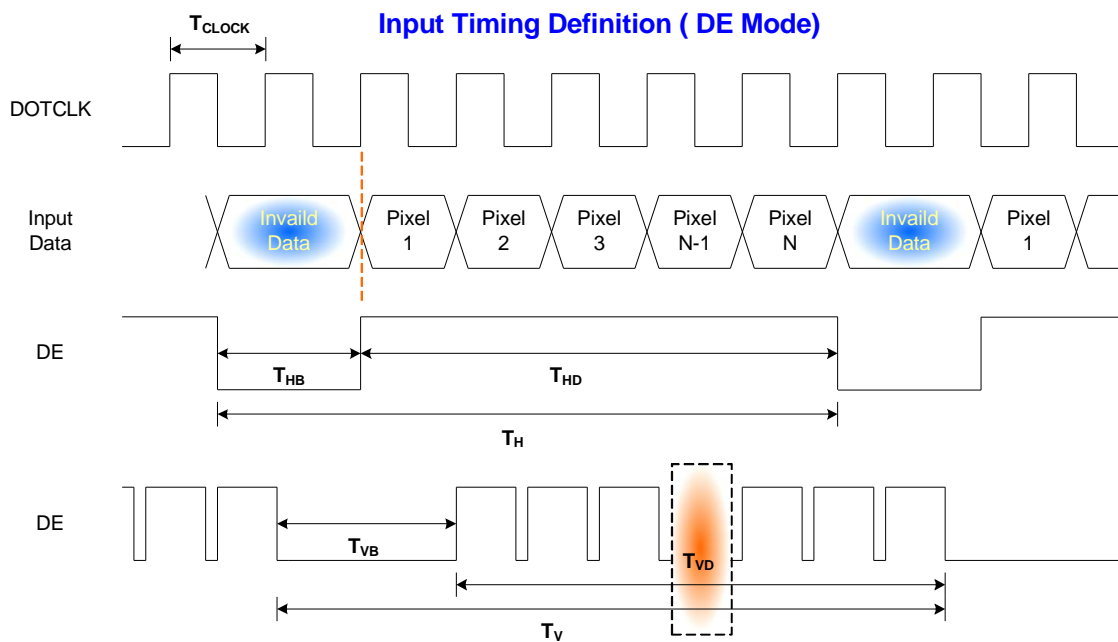 Input Timing Definition ( DE Mode)
TCLOCK
DOTCLK
Input
Data
Invaild
Data
Pixel
1
Pixel
2
Pixel
3
Pixel
N-1
Pixel
N
Invaild
Data
Pixel
1
DE
THB
THD
TH
DE
TVB
TVD
TV